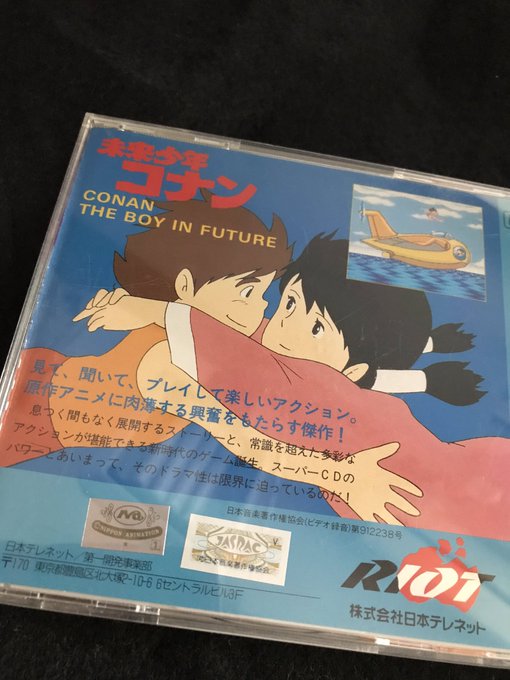 未来少年
コナン
CONAN
THE BOY IN FUTURE
見て、聞いて、プレイして楽しいアクション。
原作アニメに肉薄する興奮をもたらす傑作！
息つく間もなく展開するストーリーと、常識を超えた多彩な
アクションが堪能できる新時代のゲーム誕生。スーパーCDの
パワーとあいまって、そのドラマ性は限界に迫っているのだ！
日本音楽著作権協会(ビデオ録音)第912238号
NIPPON ANIMATION
JASRAC
日本音楽著作権協会
日本テレネット／第一開発事業部
〒170 東京都豊島区北大塚2-10-6 6セントラルビル3F
RIOT
株式会社日本テレネット